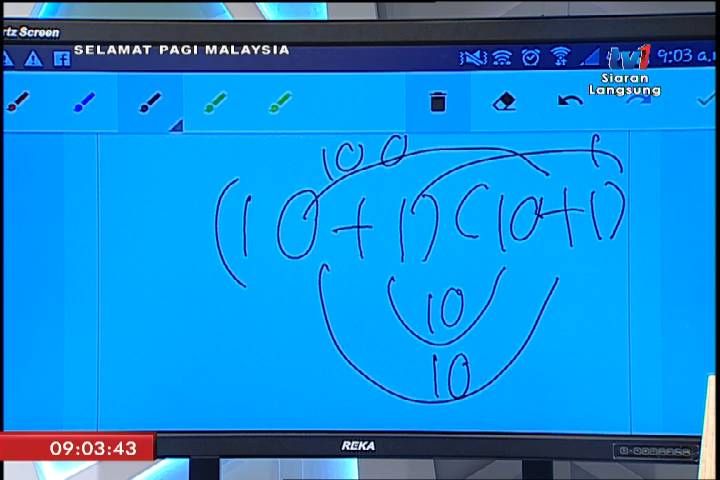 rtz Screen
SELAMAT PAGI MALAYSIA
9:03 a.
tv1
Siaran
Langsung
100 1
(10+1)(10+1)
10
10
09:03:43
REKA